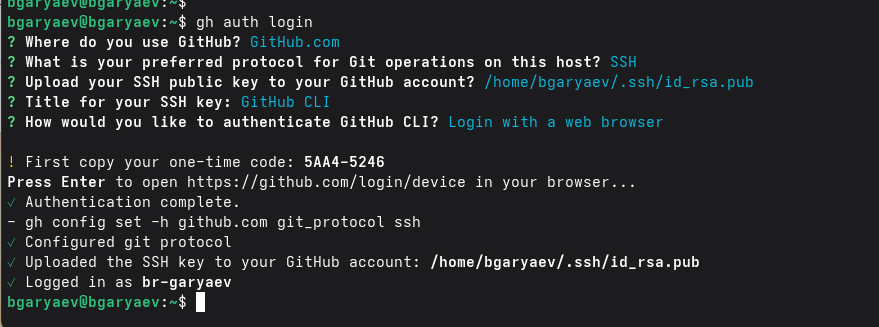 bgaryaev@bgaryaev:~$
bgaryaev@bgaryaev:~$ gh auth login
? Where do you use GitHub? GitHub.com
? What is your preferred protocol for Git operations on this host? SSH
? Upload your SSH public key to your GitHub account? /home/bgaryaev/.ssh/id_rsa.pub
? Title for your SSH key: GitHub CLI
? How would you like to authenticate GitHub CLI? Login with a web browser
! First copy your one-time code: 5AA4-5246
Press Enter to open https://github.com/login/device in your browser...
✓ Authentication complete.
- gh config set -h github.com git_protocol ssh
✓ Configured git protocol
✓ Uploaded the SSH key to your GitHub account: /home/bgaryaev/.ssh/id_rsa.pub
✓ Logged in as br-garyaev
bgaryaev@bgaryaev:~$